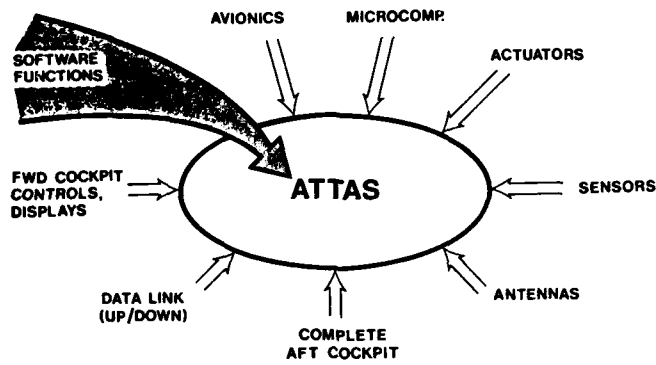 AVIONICS
MICROCOMP.
SOFTWARE
FUNCTIONS
ACTUATORS
FWD COCKPIT
CONTROLS,
DISPLAYS
ATTAS
SENSORS
DATA LINK
(UP/DOWN)
ANTENNAS
COMPLETE
AFT COCKPIT